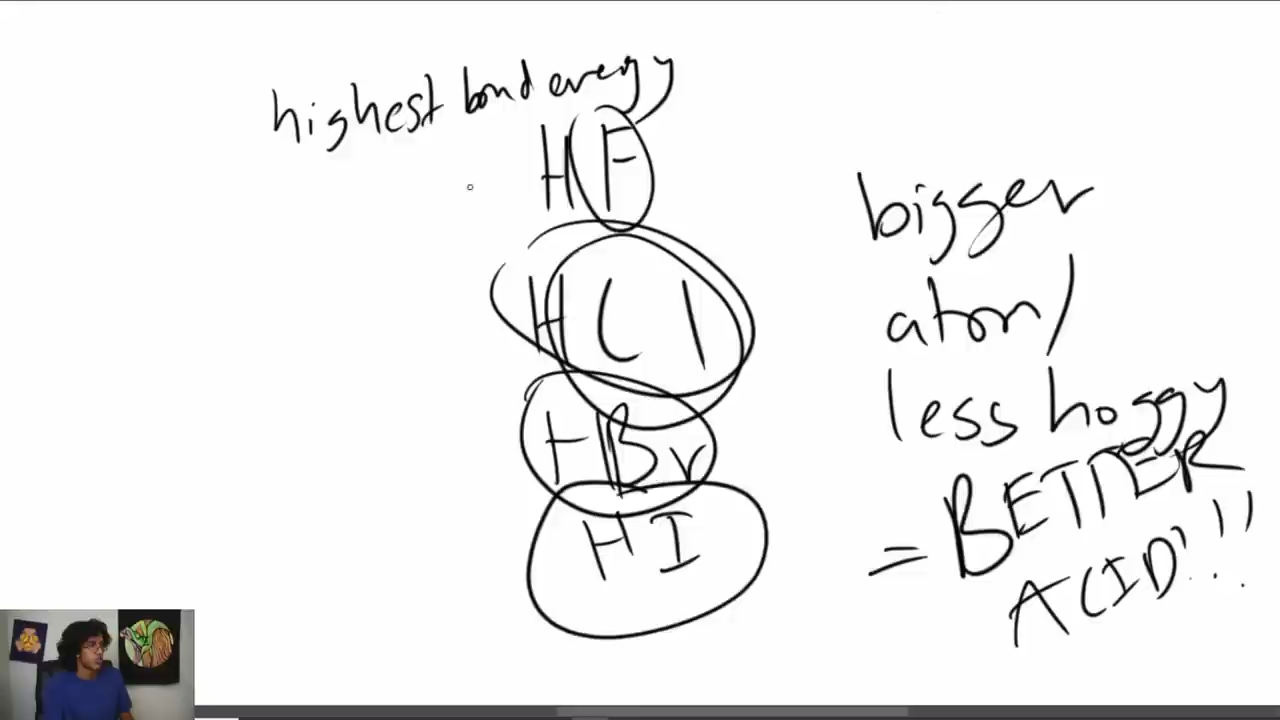 highest bond energy
HF
HCl
HBr
HI
bigger
atom/
less hoggy
= BETTER
ACID!!!